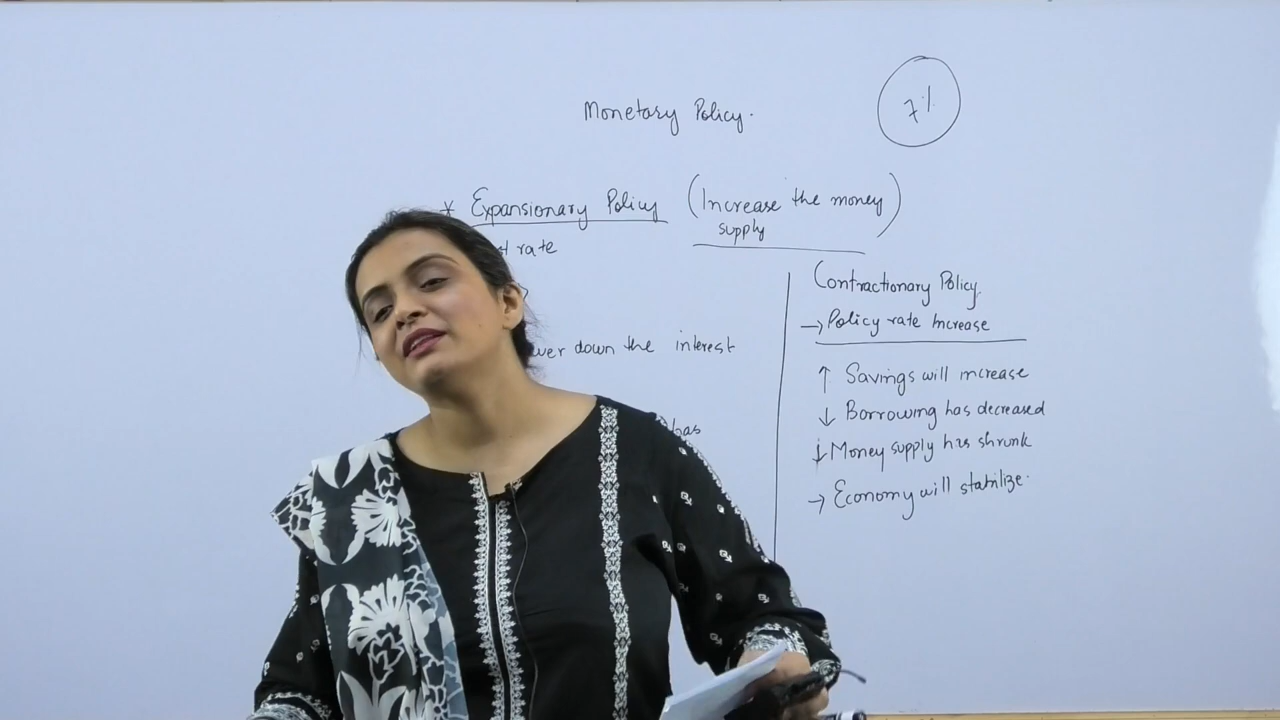 Monetary Policy.
7%
* Expansionary Policy (Increase the money
supply)
rate
down the interest
has
Contractionary Policy.
→ Policy rate Increase
↑ Savings will increase
↓ Borrowing has decreased
↓ Money supply has shrunk
→ Economy will stabilize.